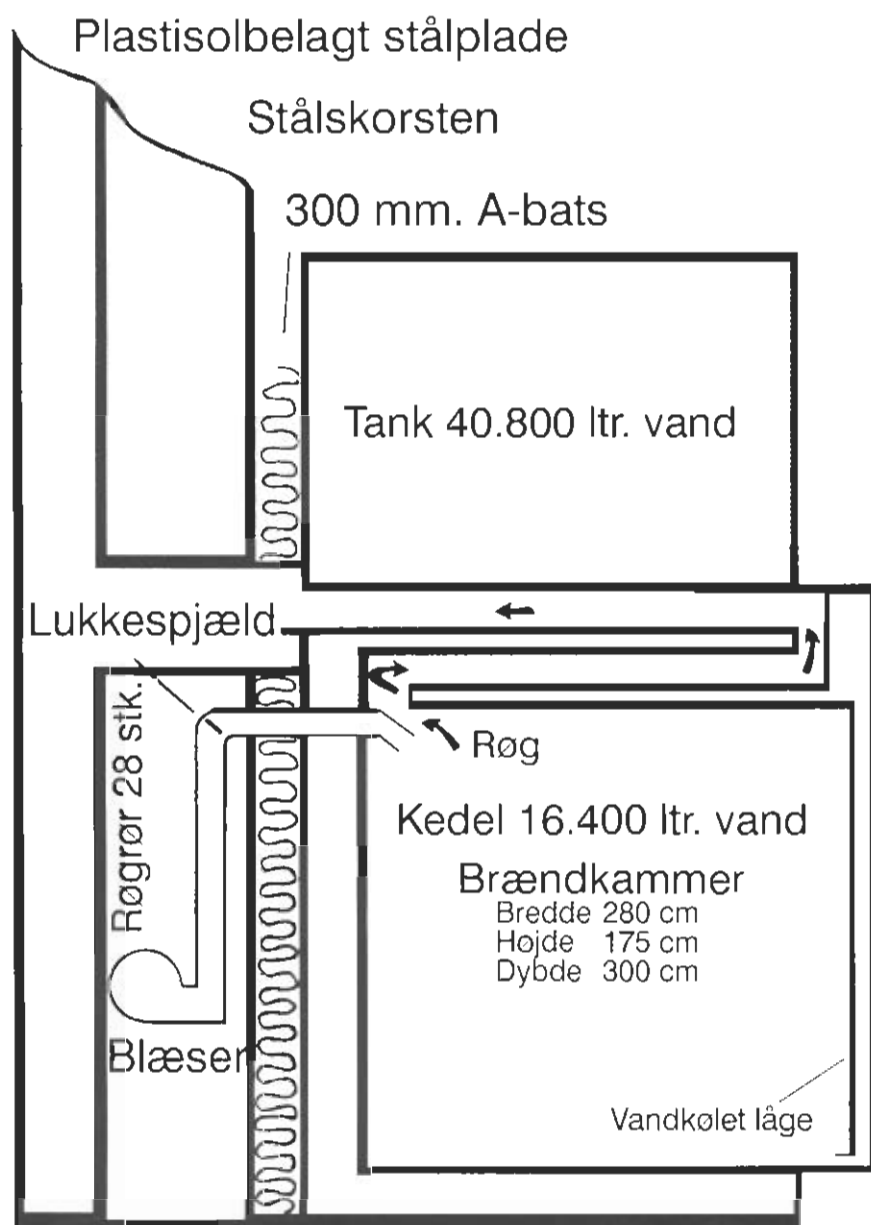 Plastisolbelagt stålplade
Stålskorsten
300 mm. A-bats
Tank 40.800 ltr. vand
Lukkespjæld
Røgrør 28 stk.
Røg
Kedel 16.400 ltr. vand
Brændkammer
Bredde 280 cm
Højde 175 cm
Dybde 300 cm
Blæser
Vandkølet låge